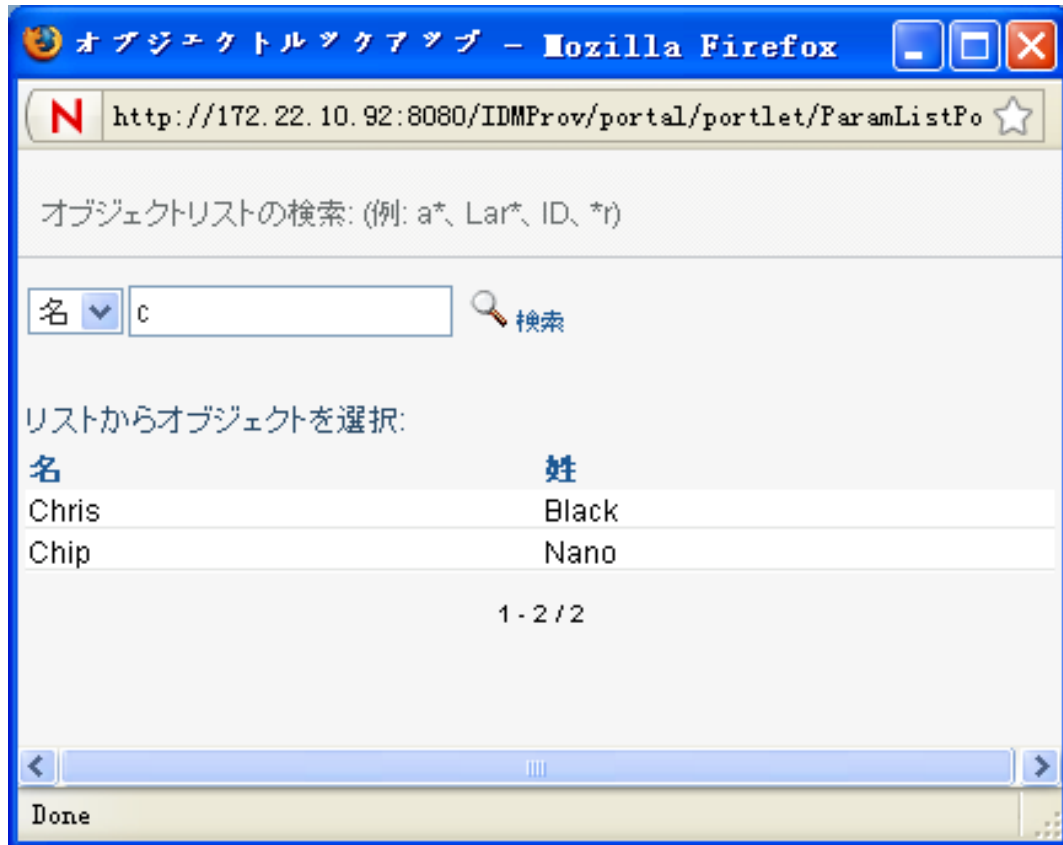 オブジェクトルックアップ - Mozilla Firefox
N http://172.22.10.92:8080/IDMProv/portal/portlet/ParamListPo
オブジェクトリストの検索: (例: a*、Lar*、ID、*r)
名 c 検索
リストからオブジェクトを選択:
名 姓
Chris Black
Chip Nano
1 - 2 / 2
Done